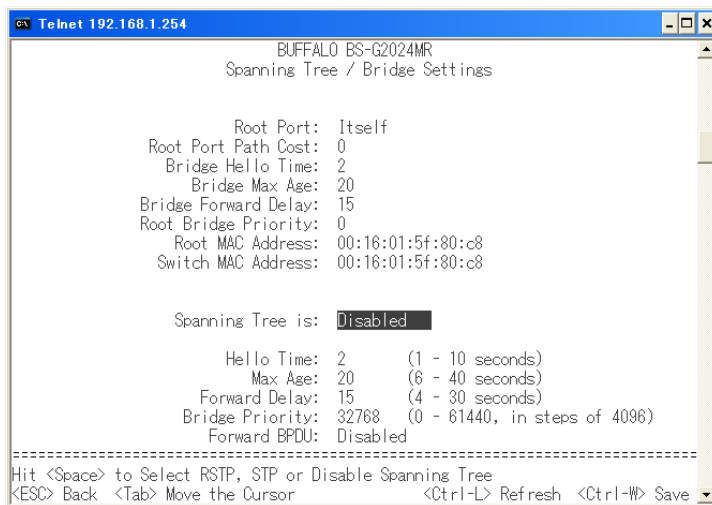 Telnet 192.168.1.254
BUFFALO BS-G2024MR
Spanning Tree / Bridge Settings
Root Port: Itself
Root Port Path Cost: 0
Bridge Hello Time: 2
Bridge Max Age: 20
Bridge Forward Delay: 15
Root Bridge Priority: 0
Root MAC Address: 00:16:01:5f:80:c8
Switch MAC Address: 00:16:01:5f:80:c8
Spanning Tree is: Disabled
Hello Time: 2 (1 - 10 seconds)
Max Age: 20 (6 - 40 seconds)
Forward Delay: 15 (4 - 30 seconds)
Bridge Priority: 32768 (0 - 61440, in steps of 4096)
Forward BPDU: Disabled
===============================================================================
Hit <Space> to Select RSTP, STP or Disable Spanning Tree
<ESC> Back <Tab> Move the Cursor <Ctrl-L> Refresh <Ctrl-W> Save